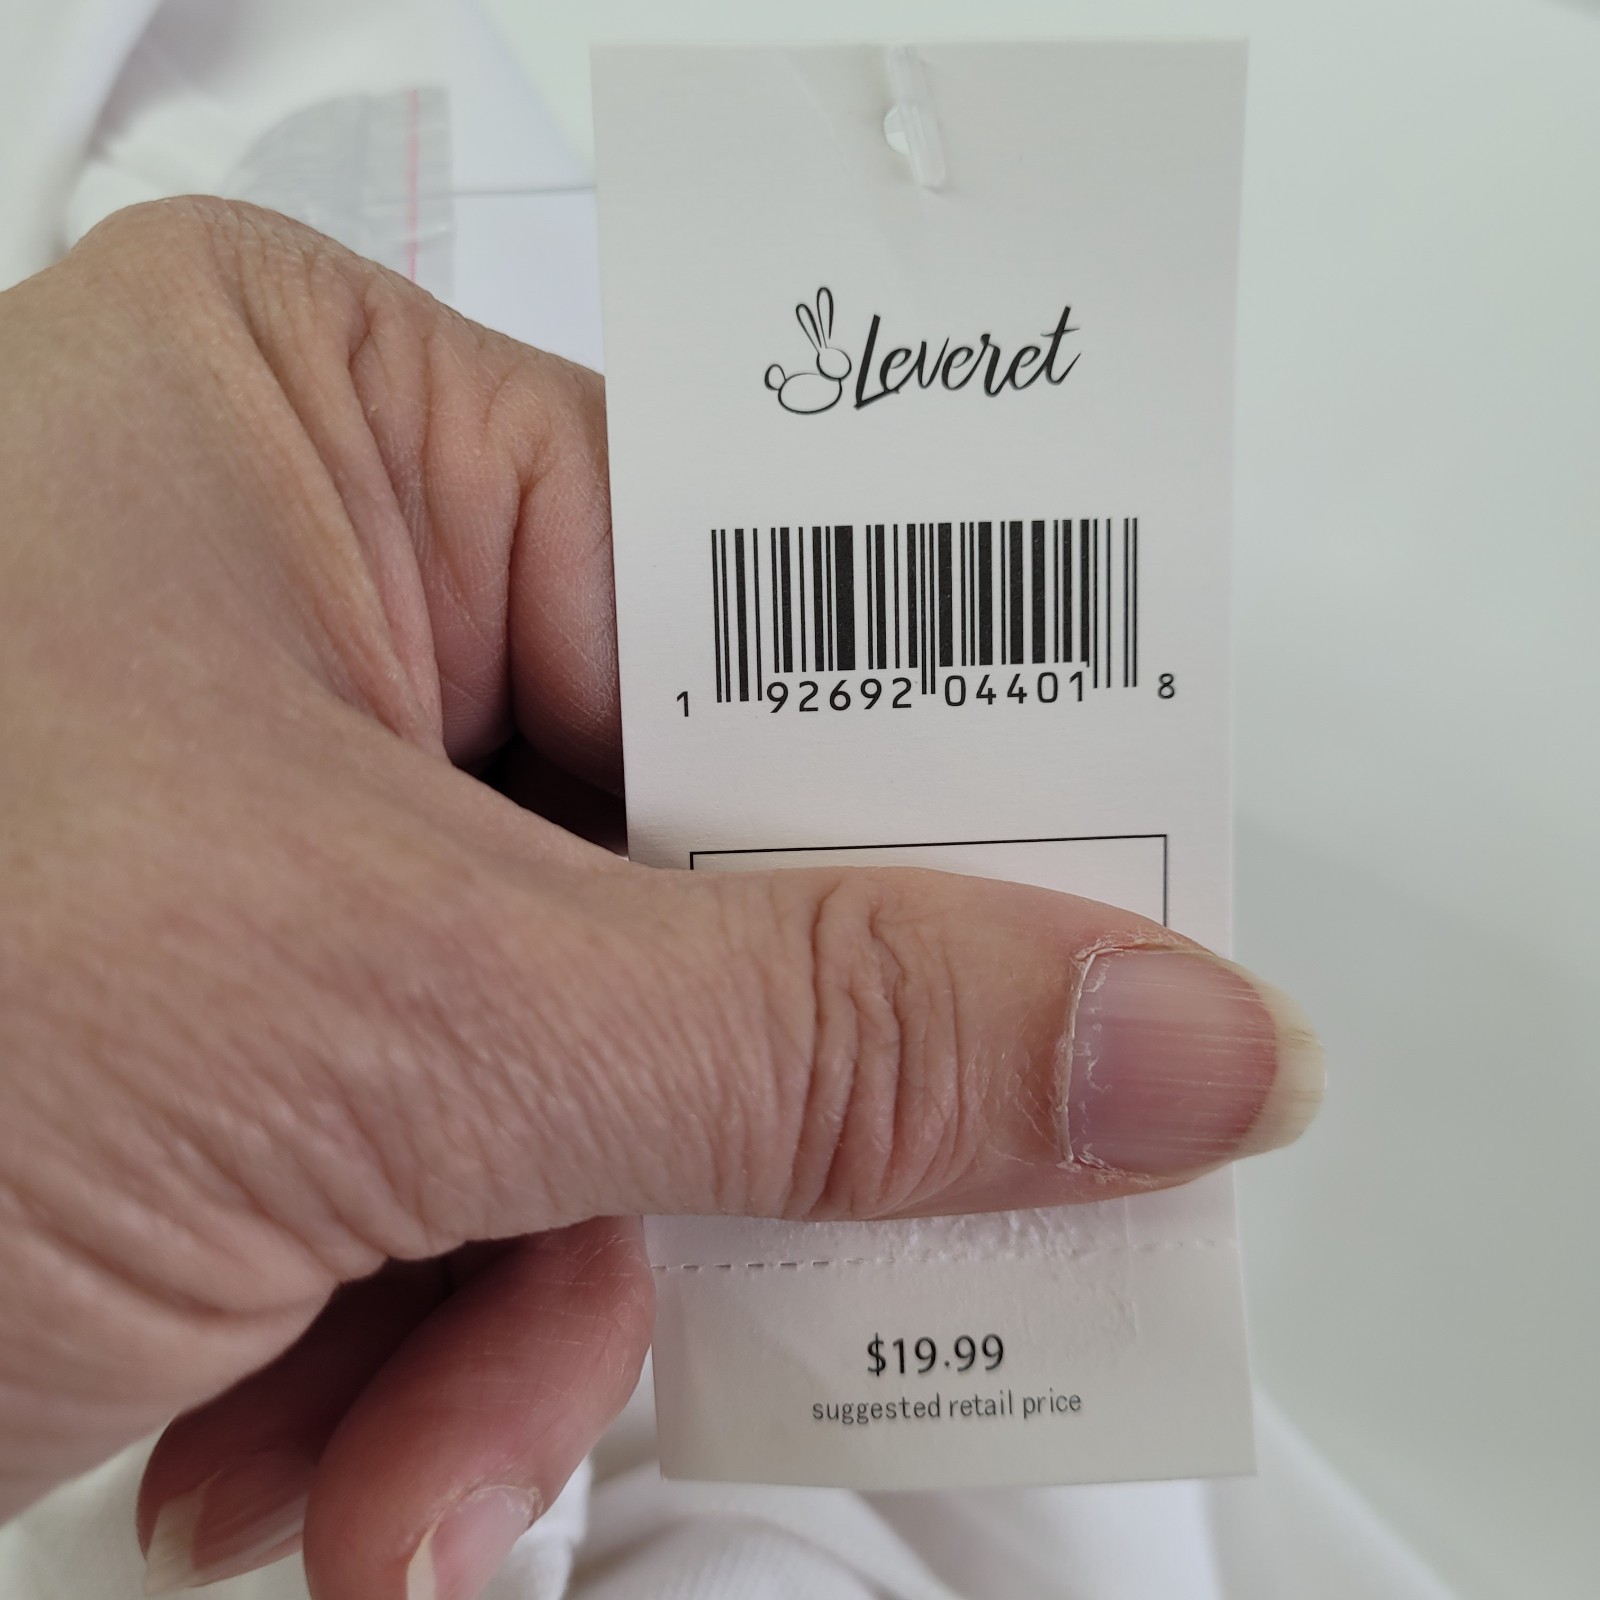 Leveret
1 92692 04401 8
$19.99
suggested retail price